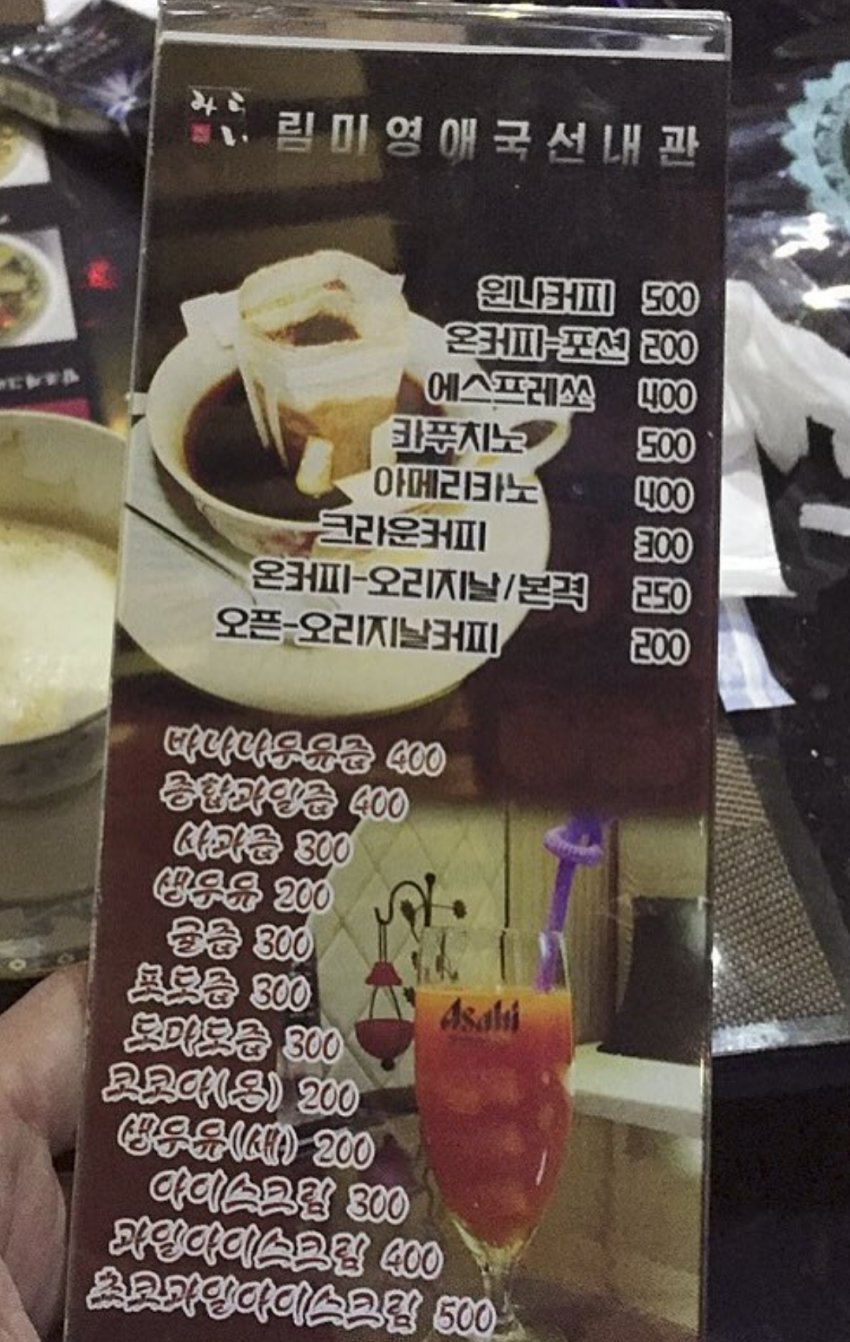 림미영애국선내관
윈나커피 500
온커피-포션 200
에스프레쏘 400
카푸치노 500
아메리카노 400
크라운커피 300
온커피-오리지날/본격 250
오픈-오리지날커피 200
바나나우유즙 400
종합과일즙 400
사과즙 300
생우유 200
귤즙 300
포도즙 300
도마도즙 300
코코아(온) 200
생우유(새) 200
아이스크림 300
과일아이스크림 400
초코과일아이스크림 500
Asahi